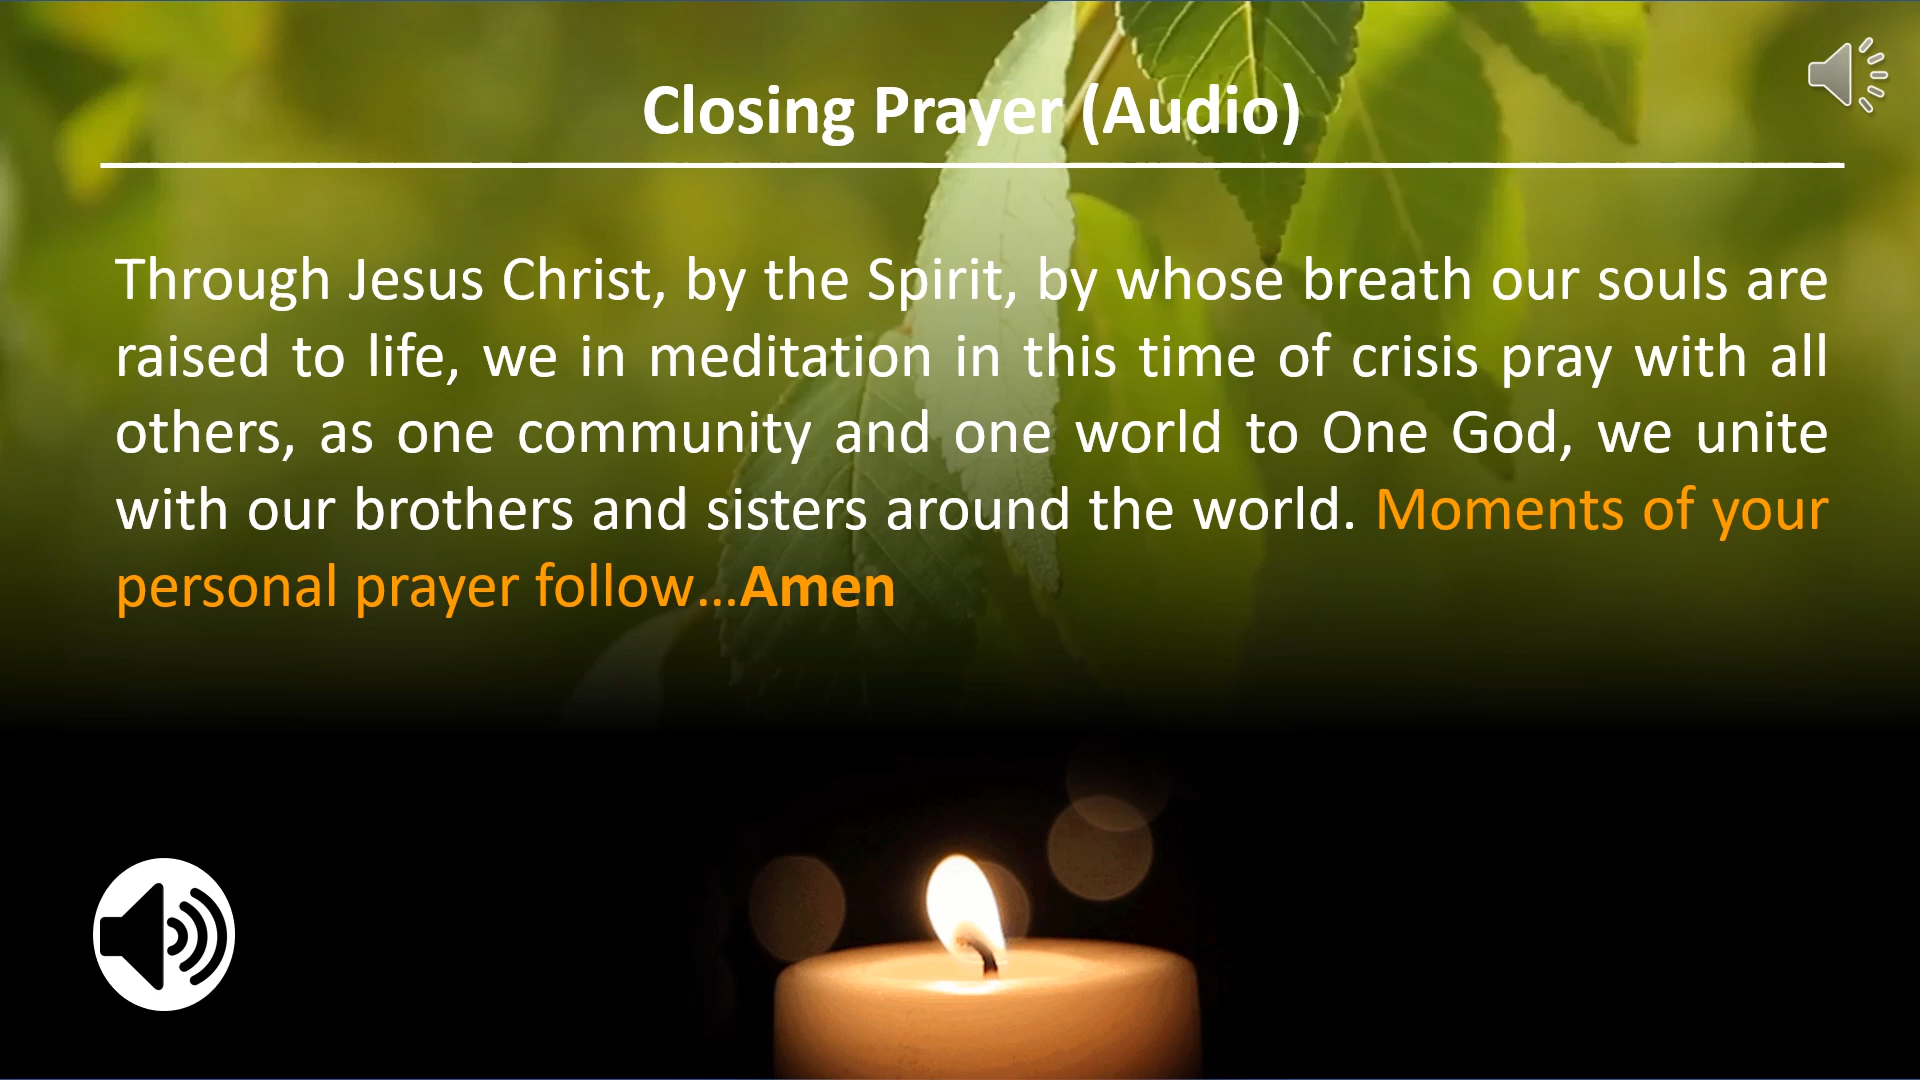 Closing Prayer (Audio)
Through Jesus Christ, by the Spirit, by whose breath our souls are
raised to life, we in meditation in this time of crisis pray with all
others, as one community and one world to One God, we unite
with our brothers and sisters around the world. Moments of your
personal prayer follow…Amen